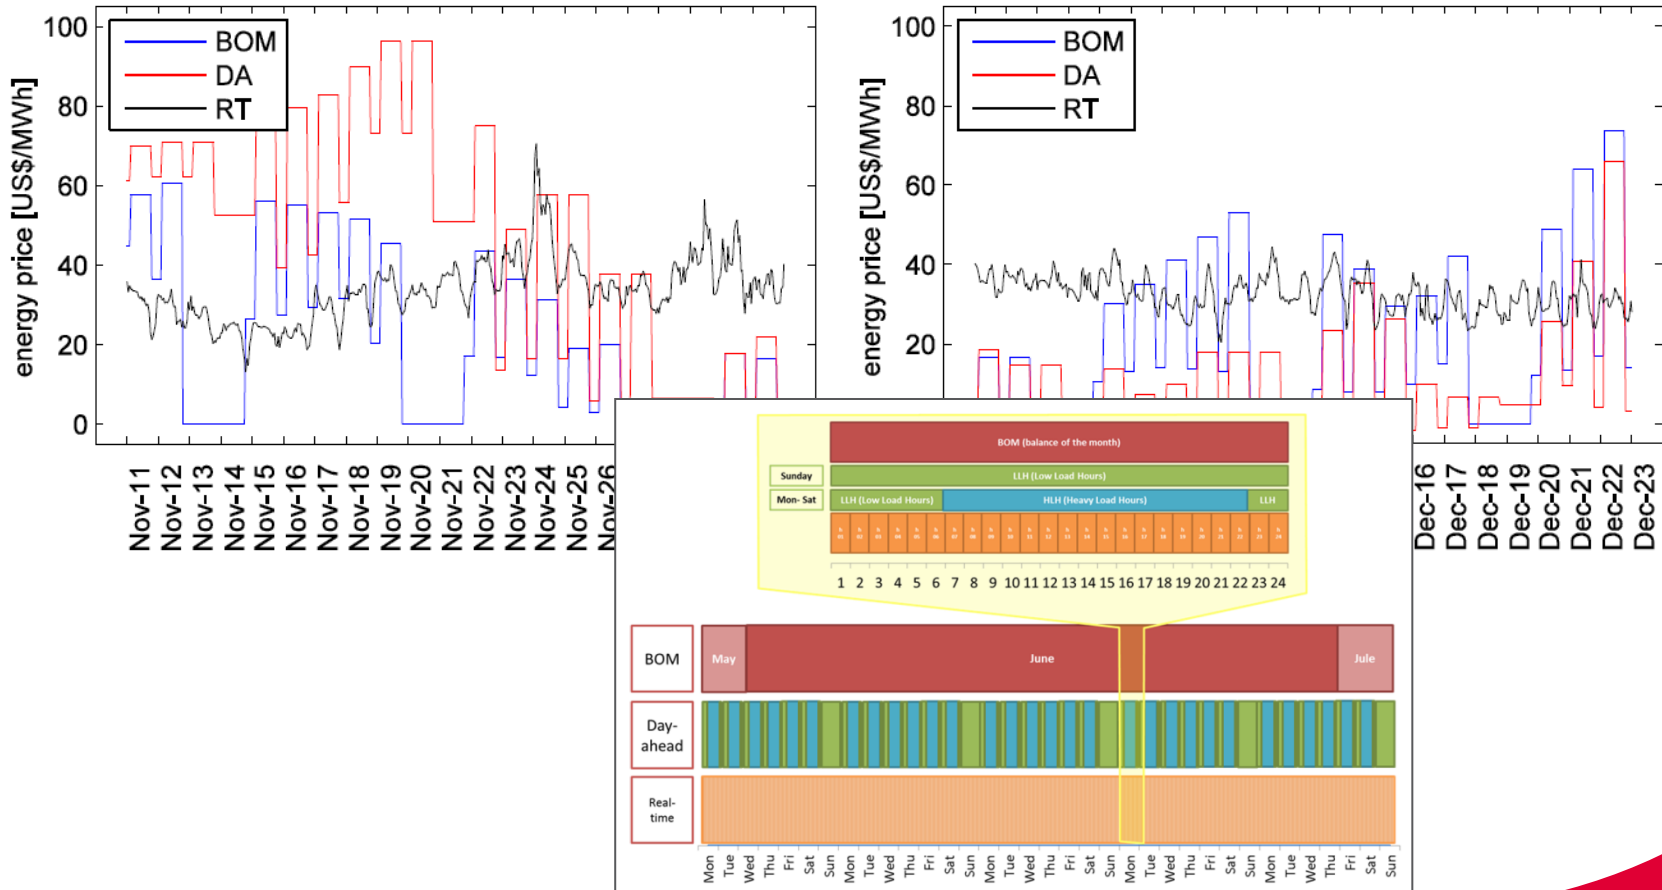 100
80
60
40
20
0
energy price [US$/MWh]
BOM
DA
RT
Nov-11
Nov-12
Nov-13
Nov-14
Nov-15
Nov-16
Nov-17
Nov-18
Nov-19
Nov-20
Nov-21
Nov-22
Nov-23
Nov-24
Nov-25
Nov-26
100
80
60
40
20
energy price [US$/MWh]
BOM
DA
RT
Dec-16
Dec-17
Dec-18
Dec-19
Dec-20
Dec-21
Dec-22
Dec-23
BOM (balance of the month)
Sunday
LLH (Low Load Hours)
Mon- Sat
LLH (Low Load Hours)
HLH (Heavy Load Hours)
LLH
1 2 3 4 5 6 7 8 9 10 11 12 13 14 15 16 17 18 19 20 21 22 23 24
BOM
May
June
Jule
Day-
ahead
Real-
time
Mon Tue Wed Thu Fri Sat Sun Mon Tue Wed Thu Fri Sat Sun Mon Tue Wed Thu Fri Sat Sun Mon Tue Wed Thu Fri Sat Sun Mon Tue Wed Thu Fri Sat Sun